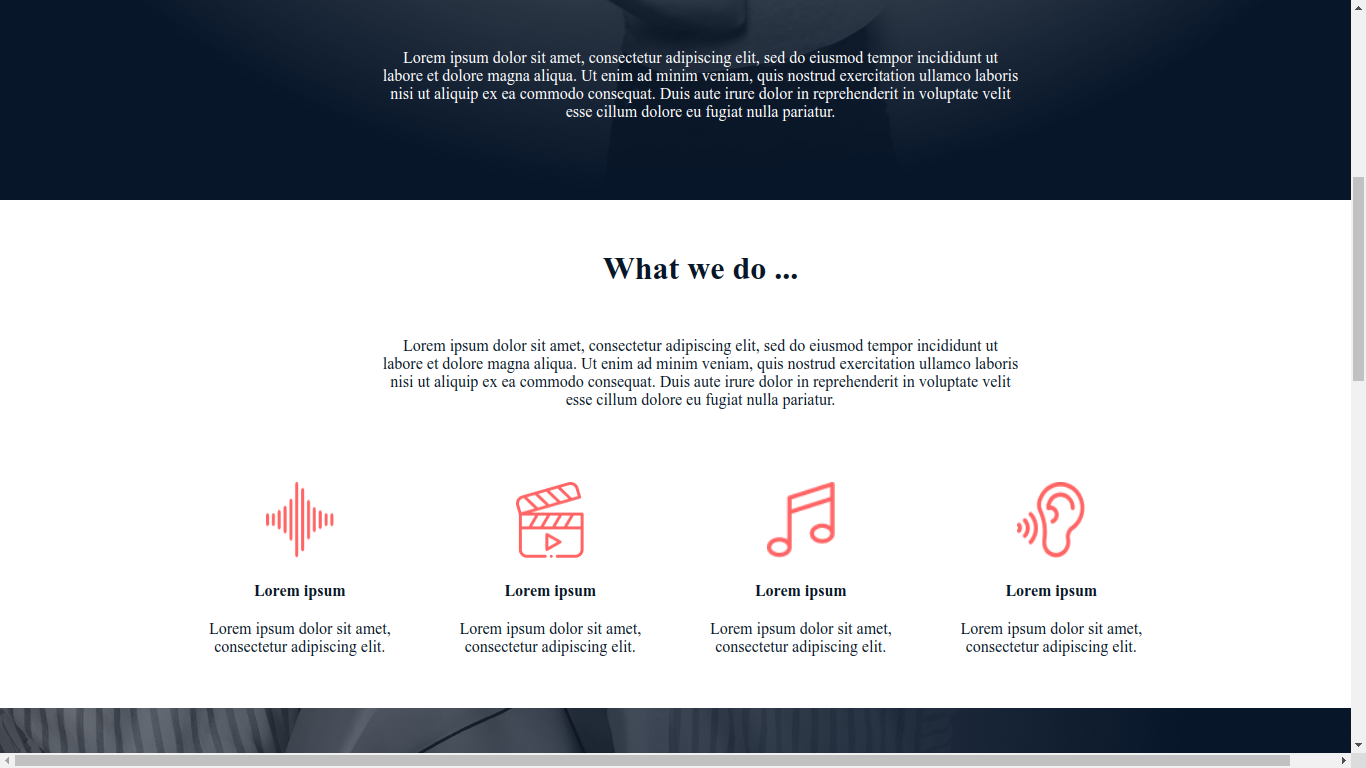 Lorem ipsum dolor sit amet, consectetur adipiscing elit, sed do eiusmod tempor incididunt ut
labore et dolore magna aliqua. Ut enim ad minim veniam, quis nostrud exercitation ullamco laboris
nisi ut aliquip ex ea commodo consequat. Duis aute irure dolor in reprehenderit in voluptate velit
esse cillum dolore eu fugiat nulla pariatur.
What we do ...
Lorem ipsum dolor sit amet, consectetur adipiscing elit, sed do eiusmod tempor incididunt ut
labore et dolore magna aliqua. Ut enim ad minim veniam, quis nostrud exercitation ullamco laboris
nisi ut aliquip ex ea commodo consequat. Duis aute irure dolor in reprehenderit in voluptate velit
esse cillum dolore eu fugiat nulla pariatur.
Lorem ipsum
Lorem ipsum dolor sit amet,
consectetur adipiscing elit.
Lorem ipsum
Lorem ipsum dolor sit amet,
consectetur adipiscing elit.
Lorem ipsum
Lorem ipsum dolor sit amet,
consectetur adipiscing elit.
Lorem ipsum
Lorem ipsum dolor sit amet,
consectetur adipiscing elit.